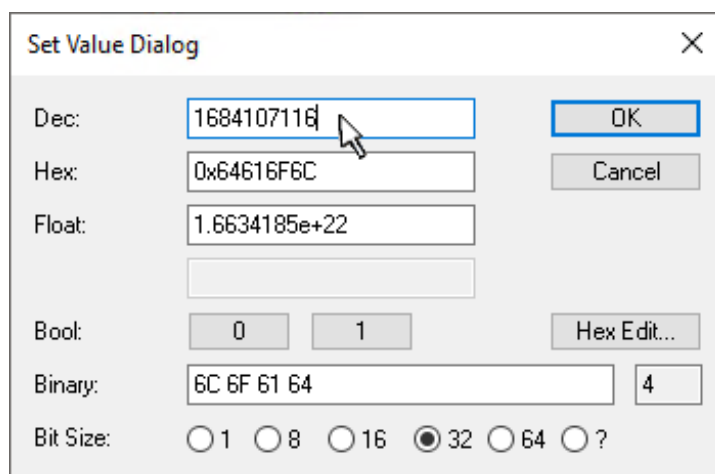 Set Value Dialog
Dec: 1684107116 OK
Hex: 0x64616F6C Cancel
Float: 1.6634185e+22
Bool: 0 1 Hex Edit...
Binary: 6C 6F 61 64 4
Bit Size: 1 8 16 32 64 ?